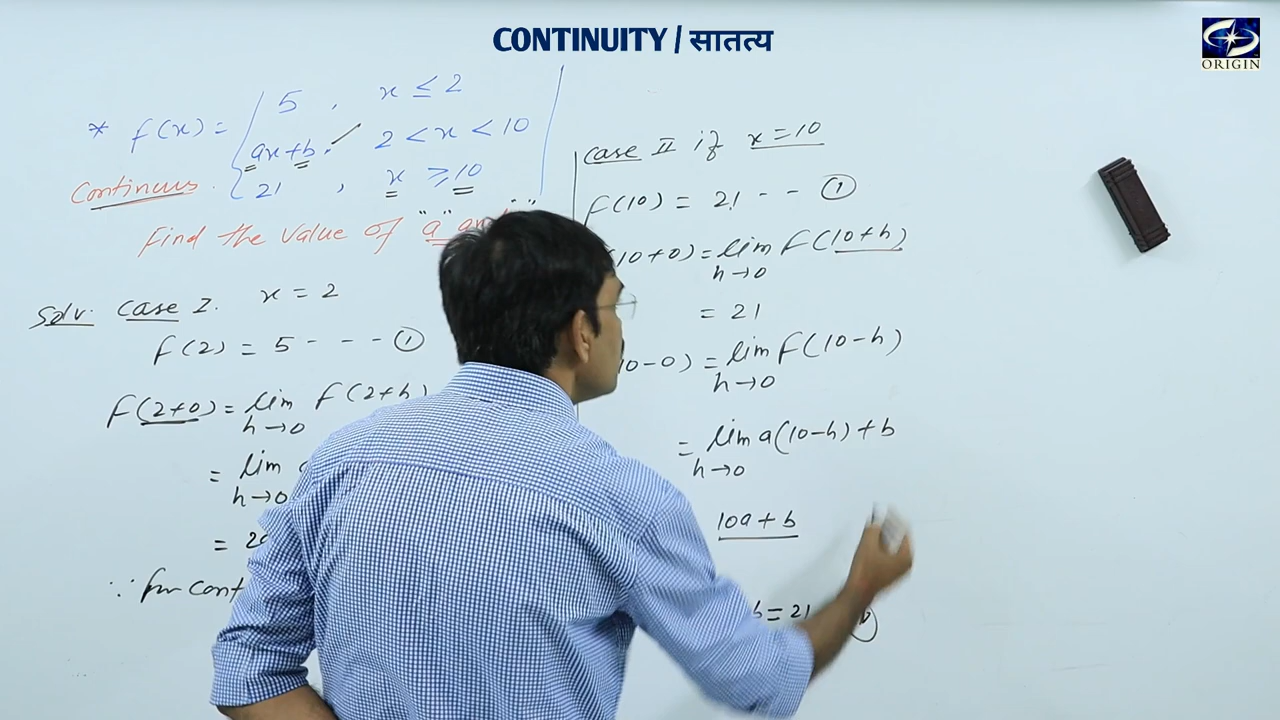 CONTINUITY / सातत्य
ORIGIN
* f(x) = { 5 , x ≤ 2
ax+b , 2 < x < 10
21 , x ≥ 10
Continuous.
Find the value of "a"
Solv. Case I. x = 2
f(2) = 5 - - - ①
F(2+0) = lim F(2+h)
h→0
= lim
h→0
= 2
∵ for cont
Case II if x = 10
F(10) = 21 - - ①
(10+0) = lim F(10+h)
h→0
= 21
10-0) = lim F(10-h)
h→0
= lim a(10-h) + b
h→0
10a + b
b = 21